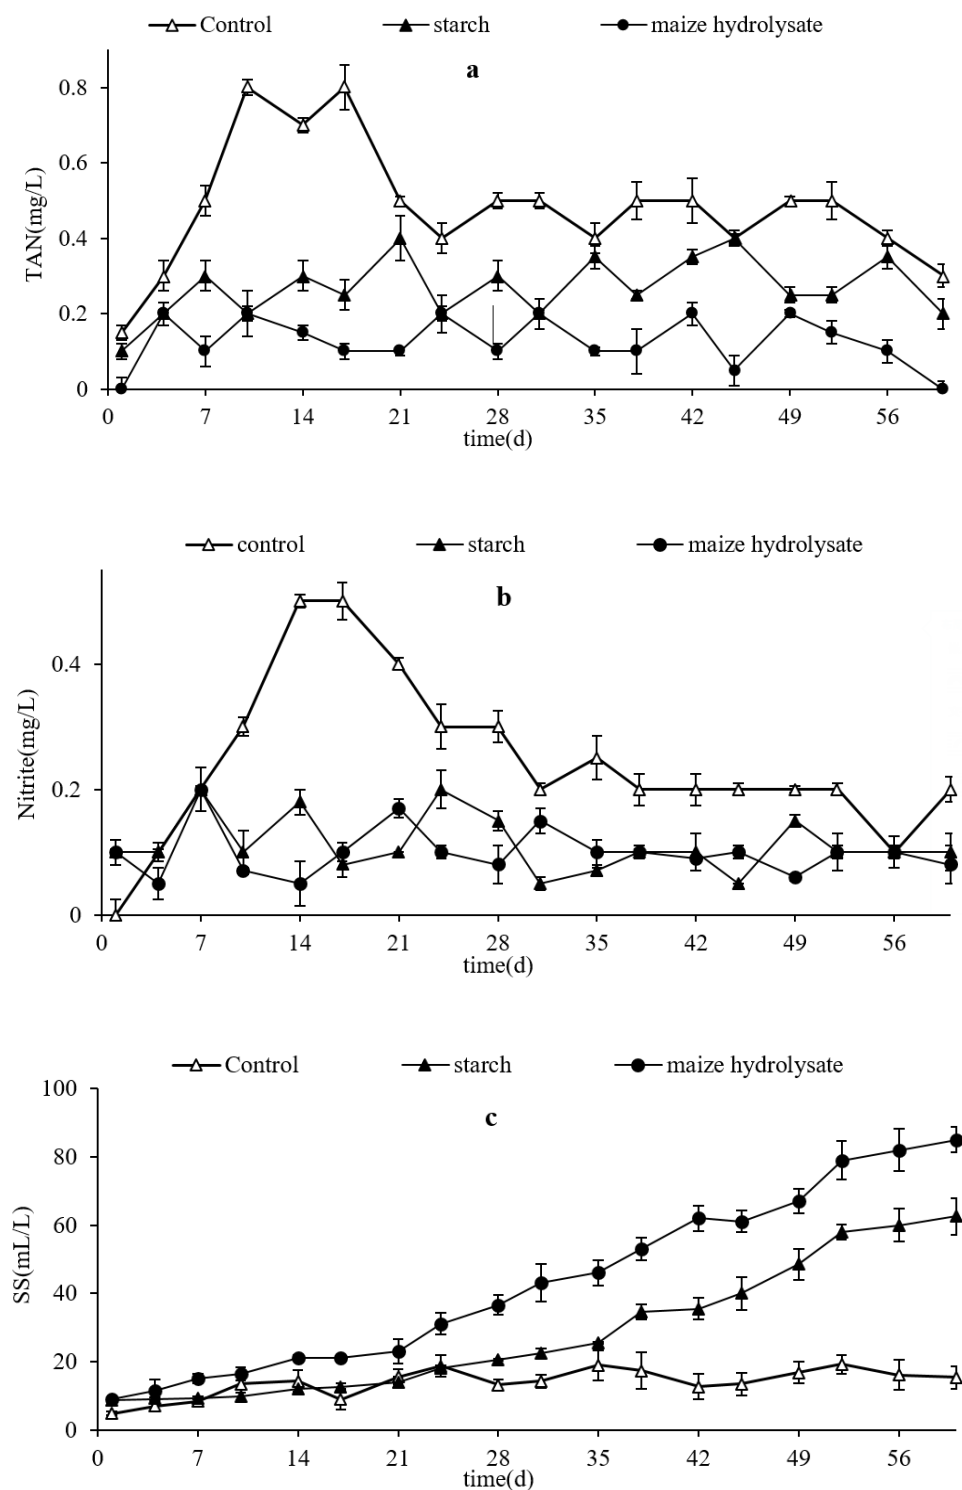 Control starch maize hydrolysate
a
0.8
0.6
0.4
0.2
0
TAN(mg/L)
0 7 14 21 28 35 42 49 56
time(d)
control starch maize hydrolysate
b
0.4
0.2
0
Nitrite(mg/L)
0 7 14 21 28 35 42 49 56
time(d)
Control starch maize hydrolysate
c
100
80
60
40
20
0
SS(mL/L)
0 7 14 21 28 35 42 49 56
time(d)